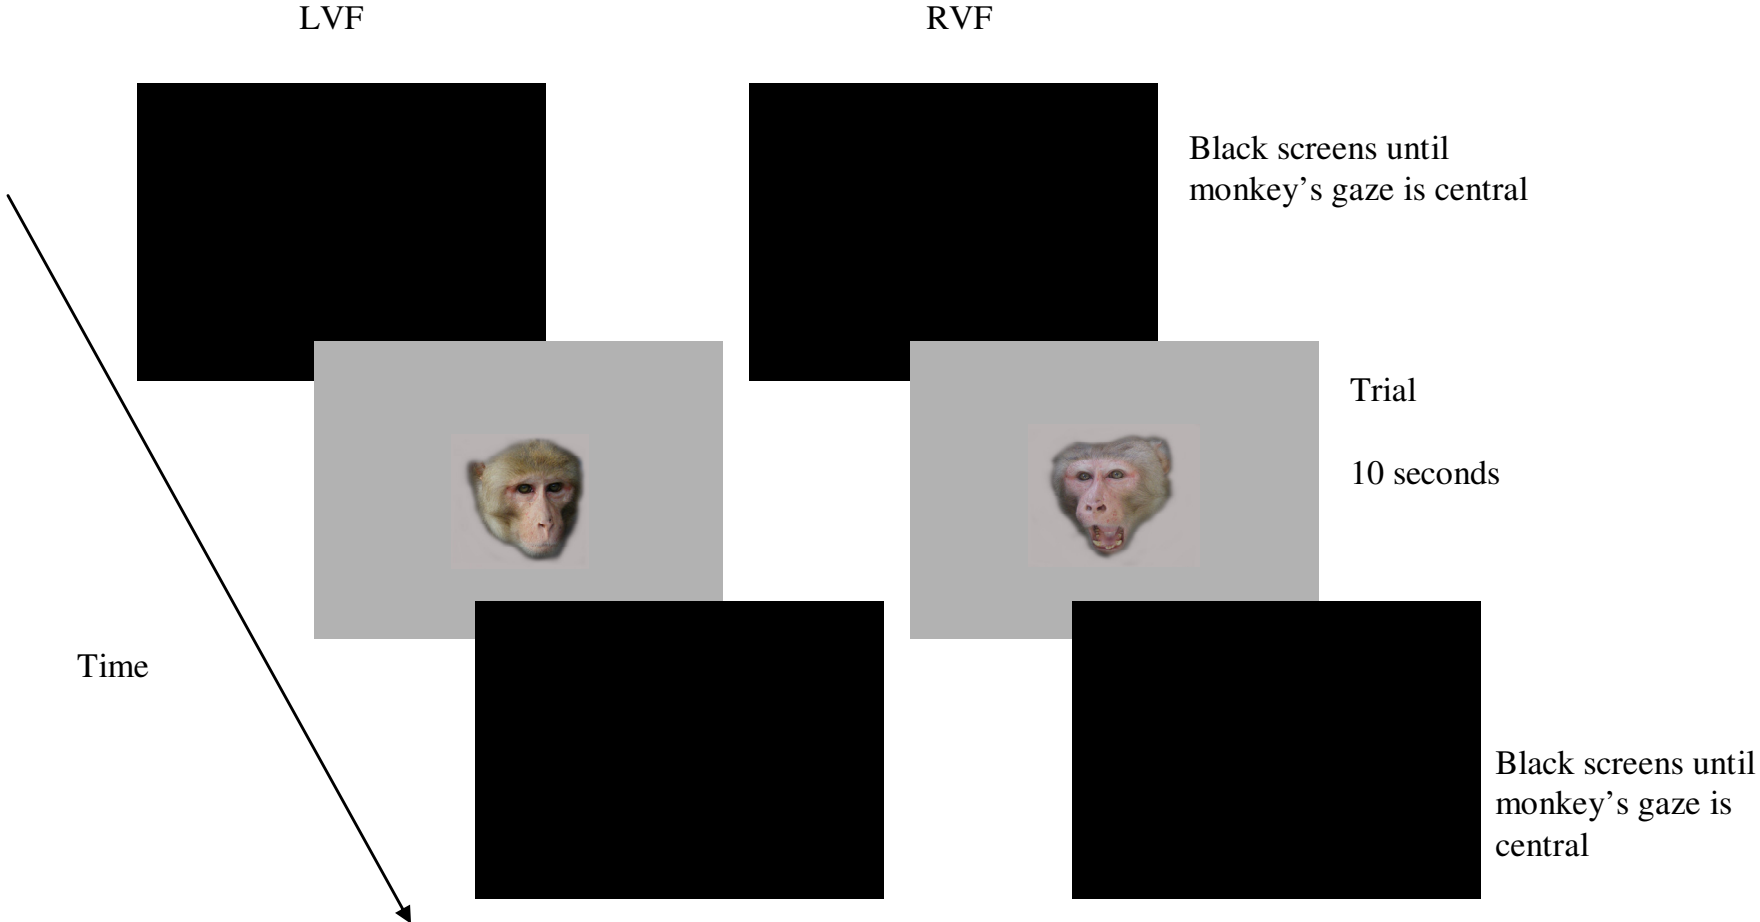 LVF
RVF
Black screens until
monkey’s gaze is central
Trial
10 seconds
Time
Black screens until
monkey’s gaze is
central